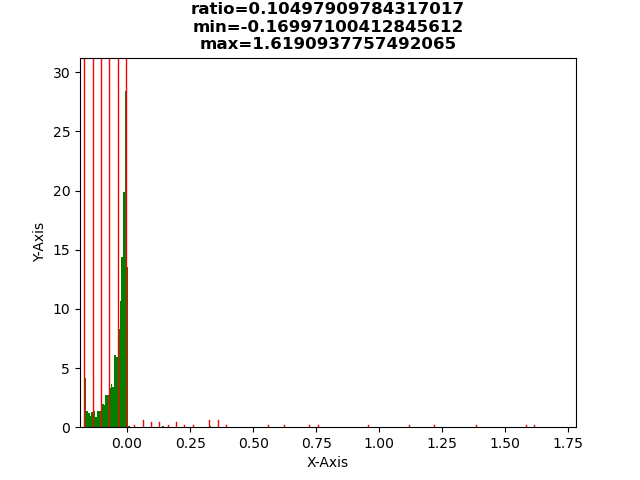 ratio=0.10497909784317017
min=-0.16997100412845612
max=1.6190937757492065
30
25
20
15
10
5
0
Y-Axis
0.00 0.25 0.50 0.75 1.00 1.25 1.50 1.75
X-Axis